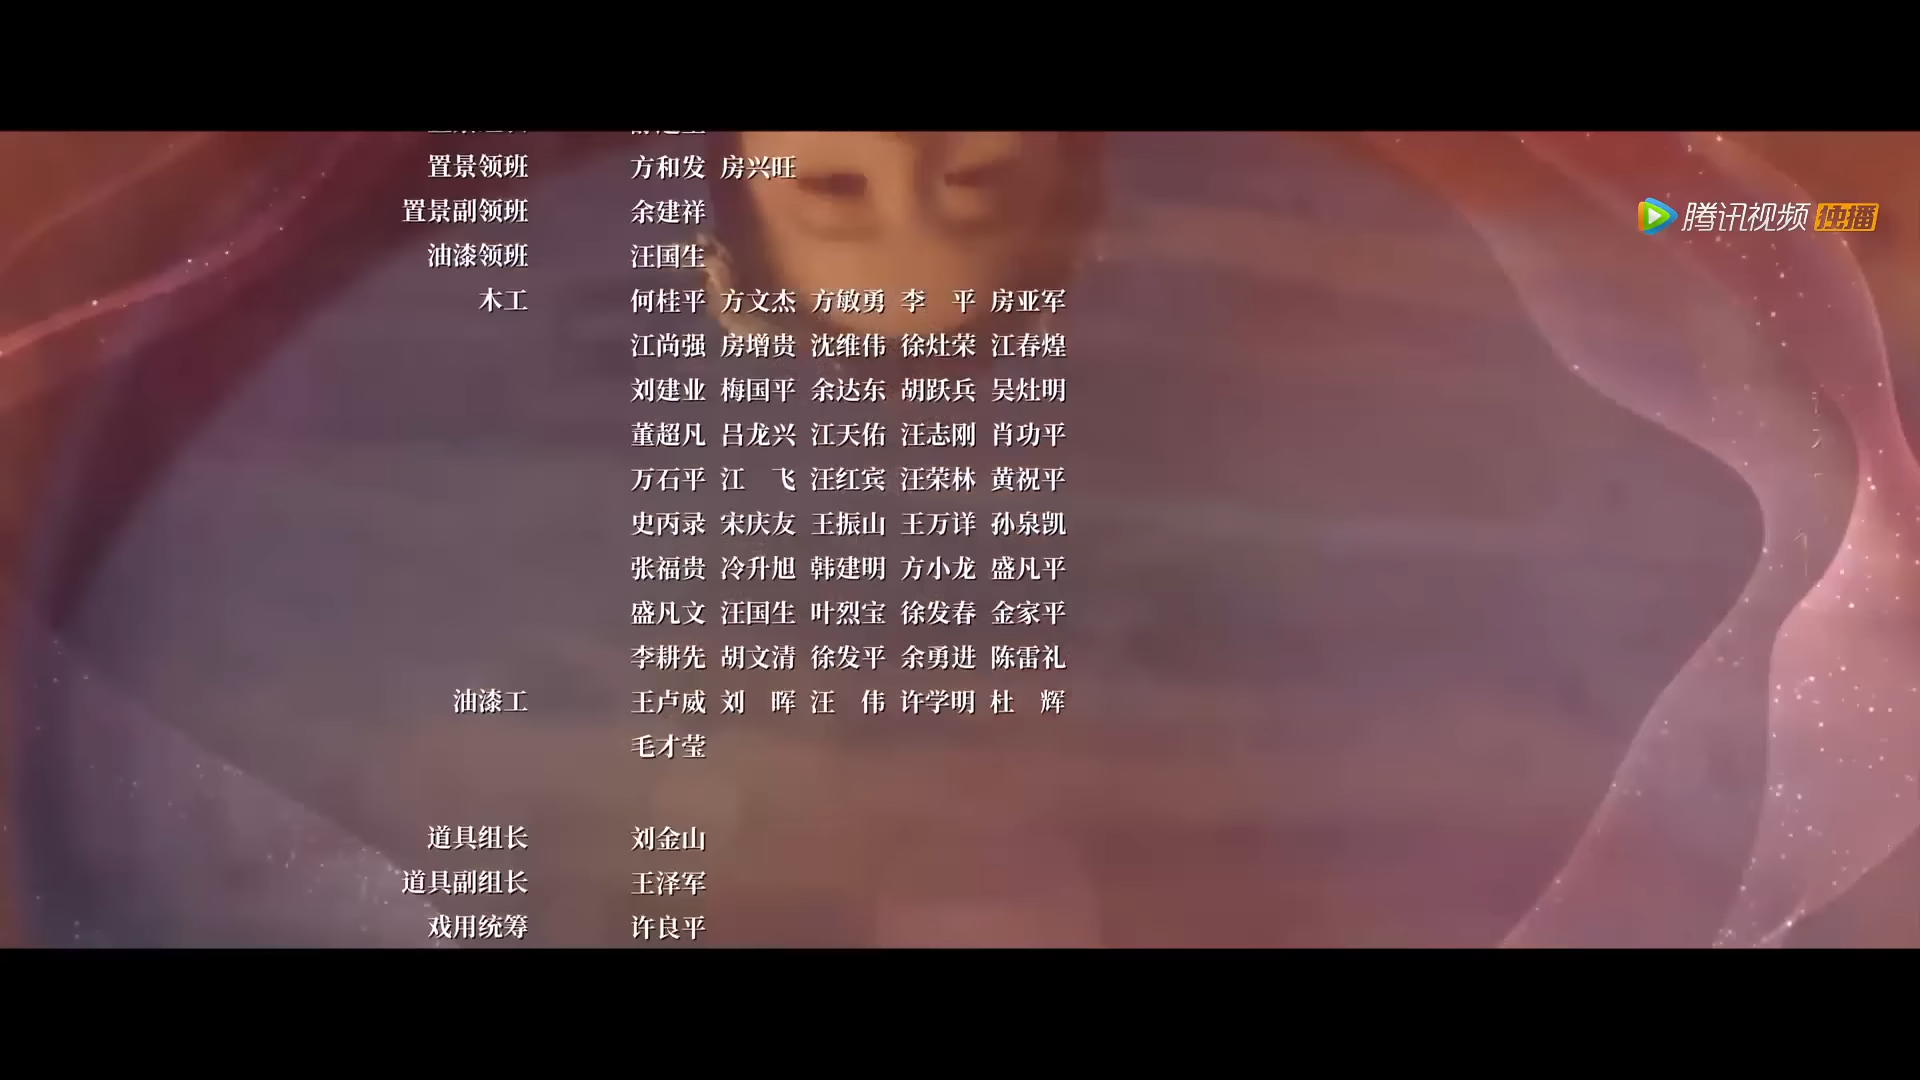 置景领班 方和发 房兴旺
腾讯视频 独播
置景副领班 余建祥
油漆领班 汪国生
木工 何桂平 方文杰 方敏勇 李 平 房亚军
江尚强 房增贵 沈维伟 徐灶荣 江春煌
刘建业 梅国平 余达东 胡跃兵 吴灶明
董超凡 吕龙兴 江天佑 汪志刚 肖功平
万石平 江 飞 汪红宾 汪荣林 黄祝平
史丙录 宋庆友 王振山 王万详 孙泉凯
张福贵 冷升旭 韩建明 方小龙 盛凡平
盛凡文 汪国生 叶烈宝 徐发春 金家平
李耕先 胡文清 徐发平 余勇进 陈雷礼
油漆工 王卢威 刘 晖 汪 伟 许学明 杜 辉
毛才莹
道具组长 刘金山
道具副组长 王泽军
戏用统筹 许良平